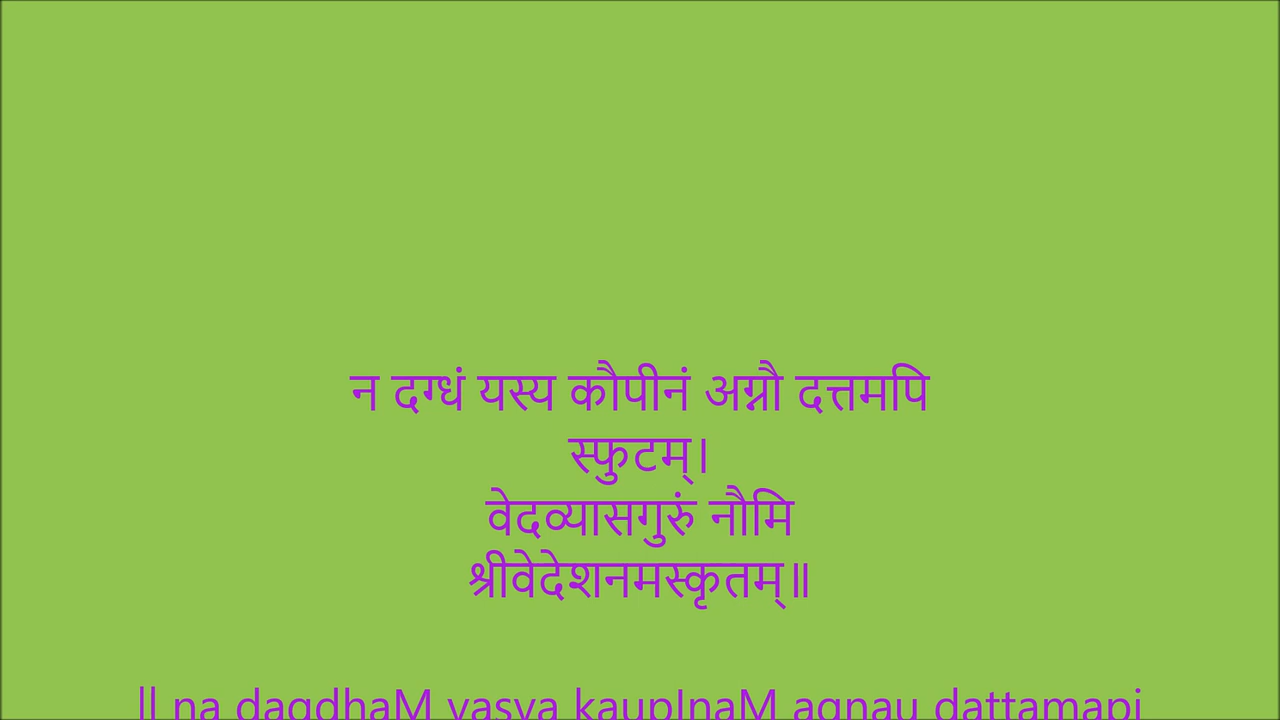 न दग्धं यस्य कौपीनं अग्नौ दत्तमपि
स्फुटम्।
वेदव्यासगुरुं नौमि
श्रीवेदेशनमस्कृतम्॥
|| na dagdhaM yasya kaupInaM agnau dattamapi